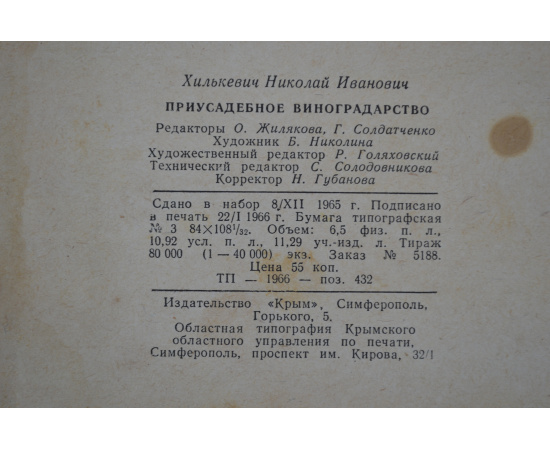 Хилькевич Николай Иванович
ПРИУСАДЕБНОЕ ВИНОГРАДАРСТВО
Редакторы О. Жилякова, Г. Солдатченко
Художник Б. Николина
Художественный редактор Р. Голяховский
Технический редактор С. Солодовникова
Корректор Н. Губанова
Сдано в набор 8/XII 1965 г. Подписано
в печать 22/I 1966 г. Бумага типографская
№ 3 84×108¹/₃₂. Объем: 6,5 физ. п. л.,
10,92 усл. п. л., 11,29 уч.-изд. л. Тираж
80 000 (1 — 40 000) экз. Заказ № 5188.
Цена 55 коп.
ТП — 1966 — поз. 432
Издательство «Крым», Симферополь,
Горького, 5.
Областная типография Крымского
областного управления по печати,
Симферополь, проспект им. Кирова, 32/1